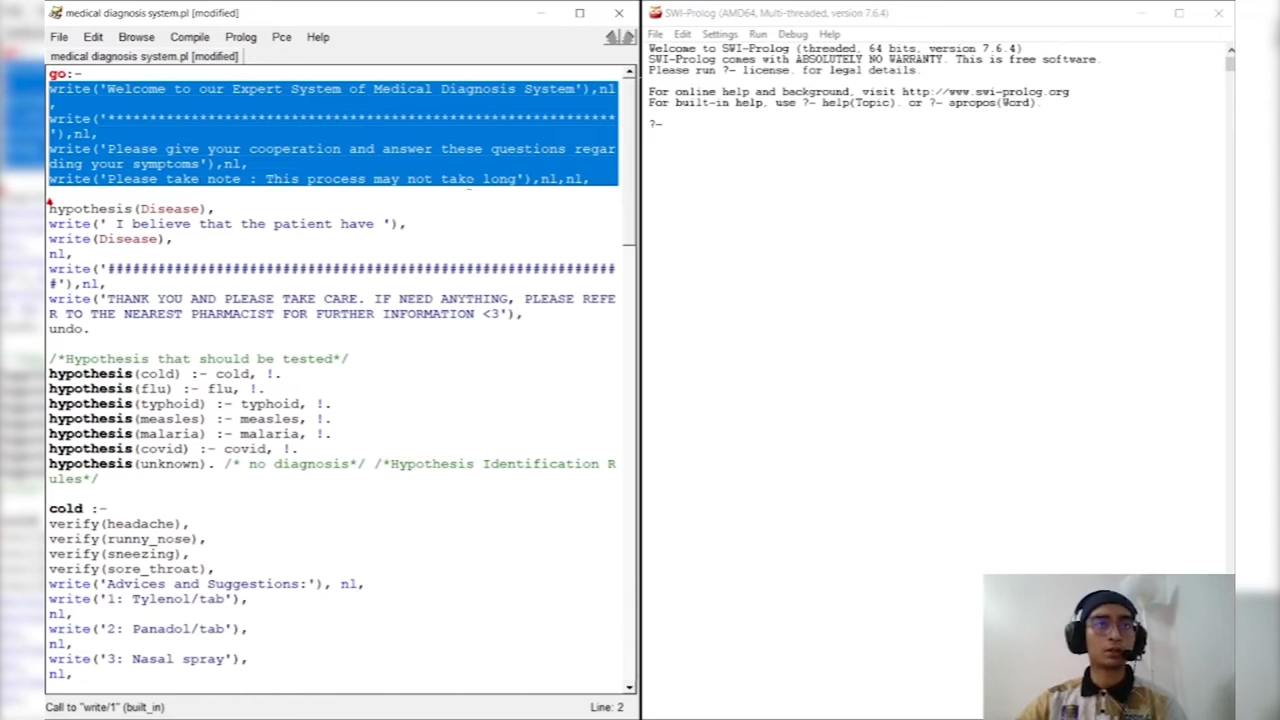 medical diagnosis system.pl [modified]
File Edit Browse Compile Prolog Pce Help
medical diagnosis system.pl [modified]
go:-
write('Welcome to our Expert System of Medical Diagnosis System'),nl
,
write('************************************************************
'),nl,
write('Please give your cooperation and answer these questions regar
ding your symptoms'),nl,
write('Please take note : This process may not take long'),nl,nl,
hypothesis(Disease),
write(' I believe that the patient have '),
write(Disease),
nl,
write('############################################################
#'),nl,
write('THANK YOU AND PLEASE TAKE CARE. IF NEED ANYTHING, PLEASE REFE
R TO THE NEAREST PHARMACIST FOR FURTHER INFORMATION <3'),
undo.
/*Hypothesis that should be tested*/
hypothesis(cold) :- cold, !.
hypothesis(flu) :- flu, !.
hypothesis(typhoid) :- typhoid, !.
hypothesis(measles) :- measles, !.
hypothesis(malaria) :- malaria, !.
hypothesis(covid) :- covid, !.
hypothesis(unknown). /* no diagnosis*/ /*Hypothesis Identification R
ules*/
cold :-
verify(headache),
verify(runny_nose),
verify(sneezing),
verify(sore_throat),
write('Advices and Suggestions:'), nl,
write('1: Tylenol/tab'),
nl,
write('2: Panadol/tab'),
nl,
write('3: Nasal spray'),
nl,
Call to "write/1" (built_in) Line: 2
SWI-Prolog (AMD64, Multi-threaded, version 7.6.4)
File Edit Settings Run Debug Help
Welcome to SWI-Prolog (threaded, 64 bits, version 7.6.4)
SWI-Prolog comes with ABSOLUTELY NO WARRANTY. This is free software.
Please run ?- license. for legal details.
For online help and background, visit http://www.swi-prolog.org
For built-in help, use ?- help(Topic). or ?- apropos(Word).
?-